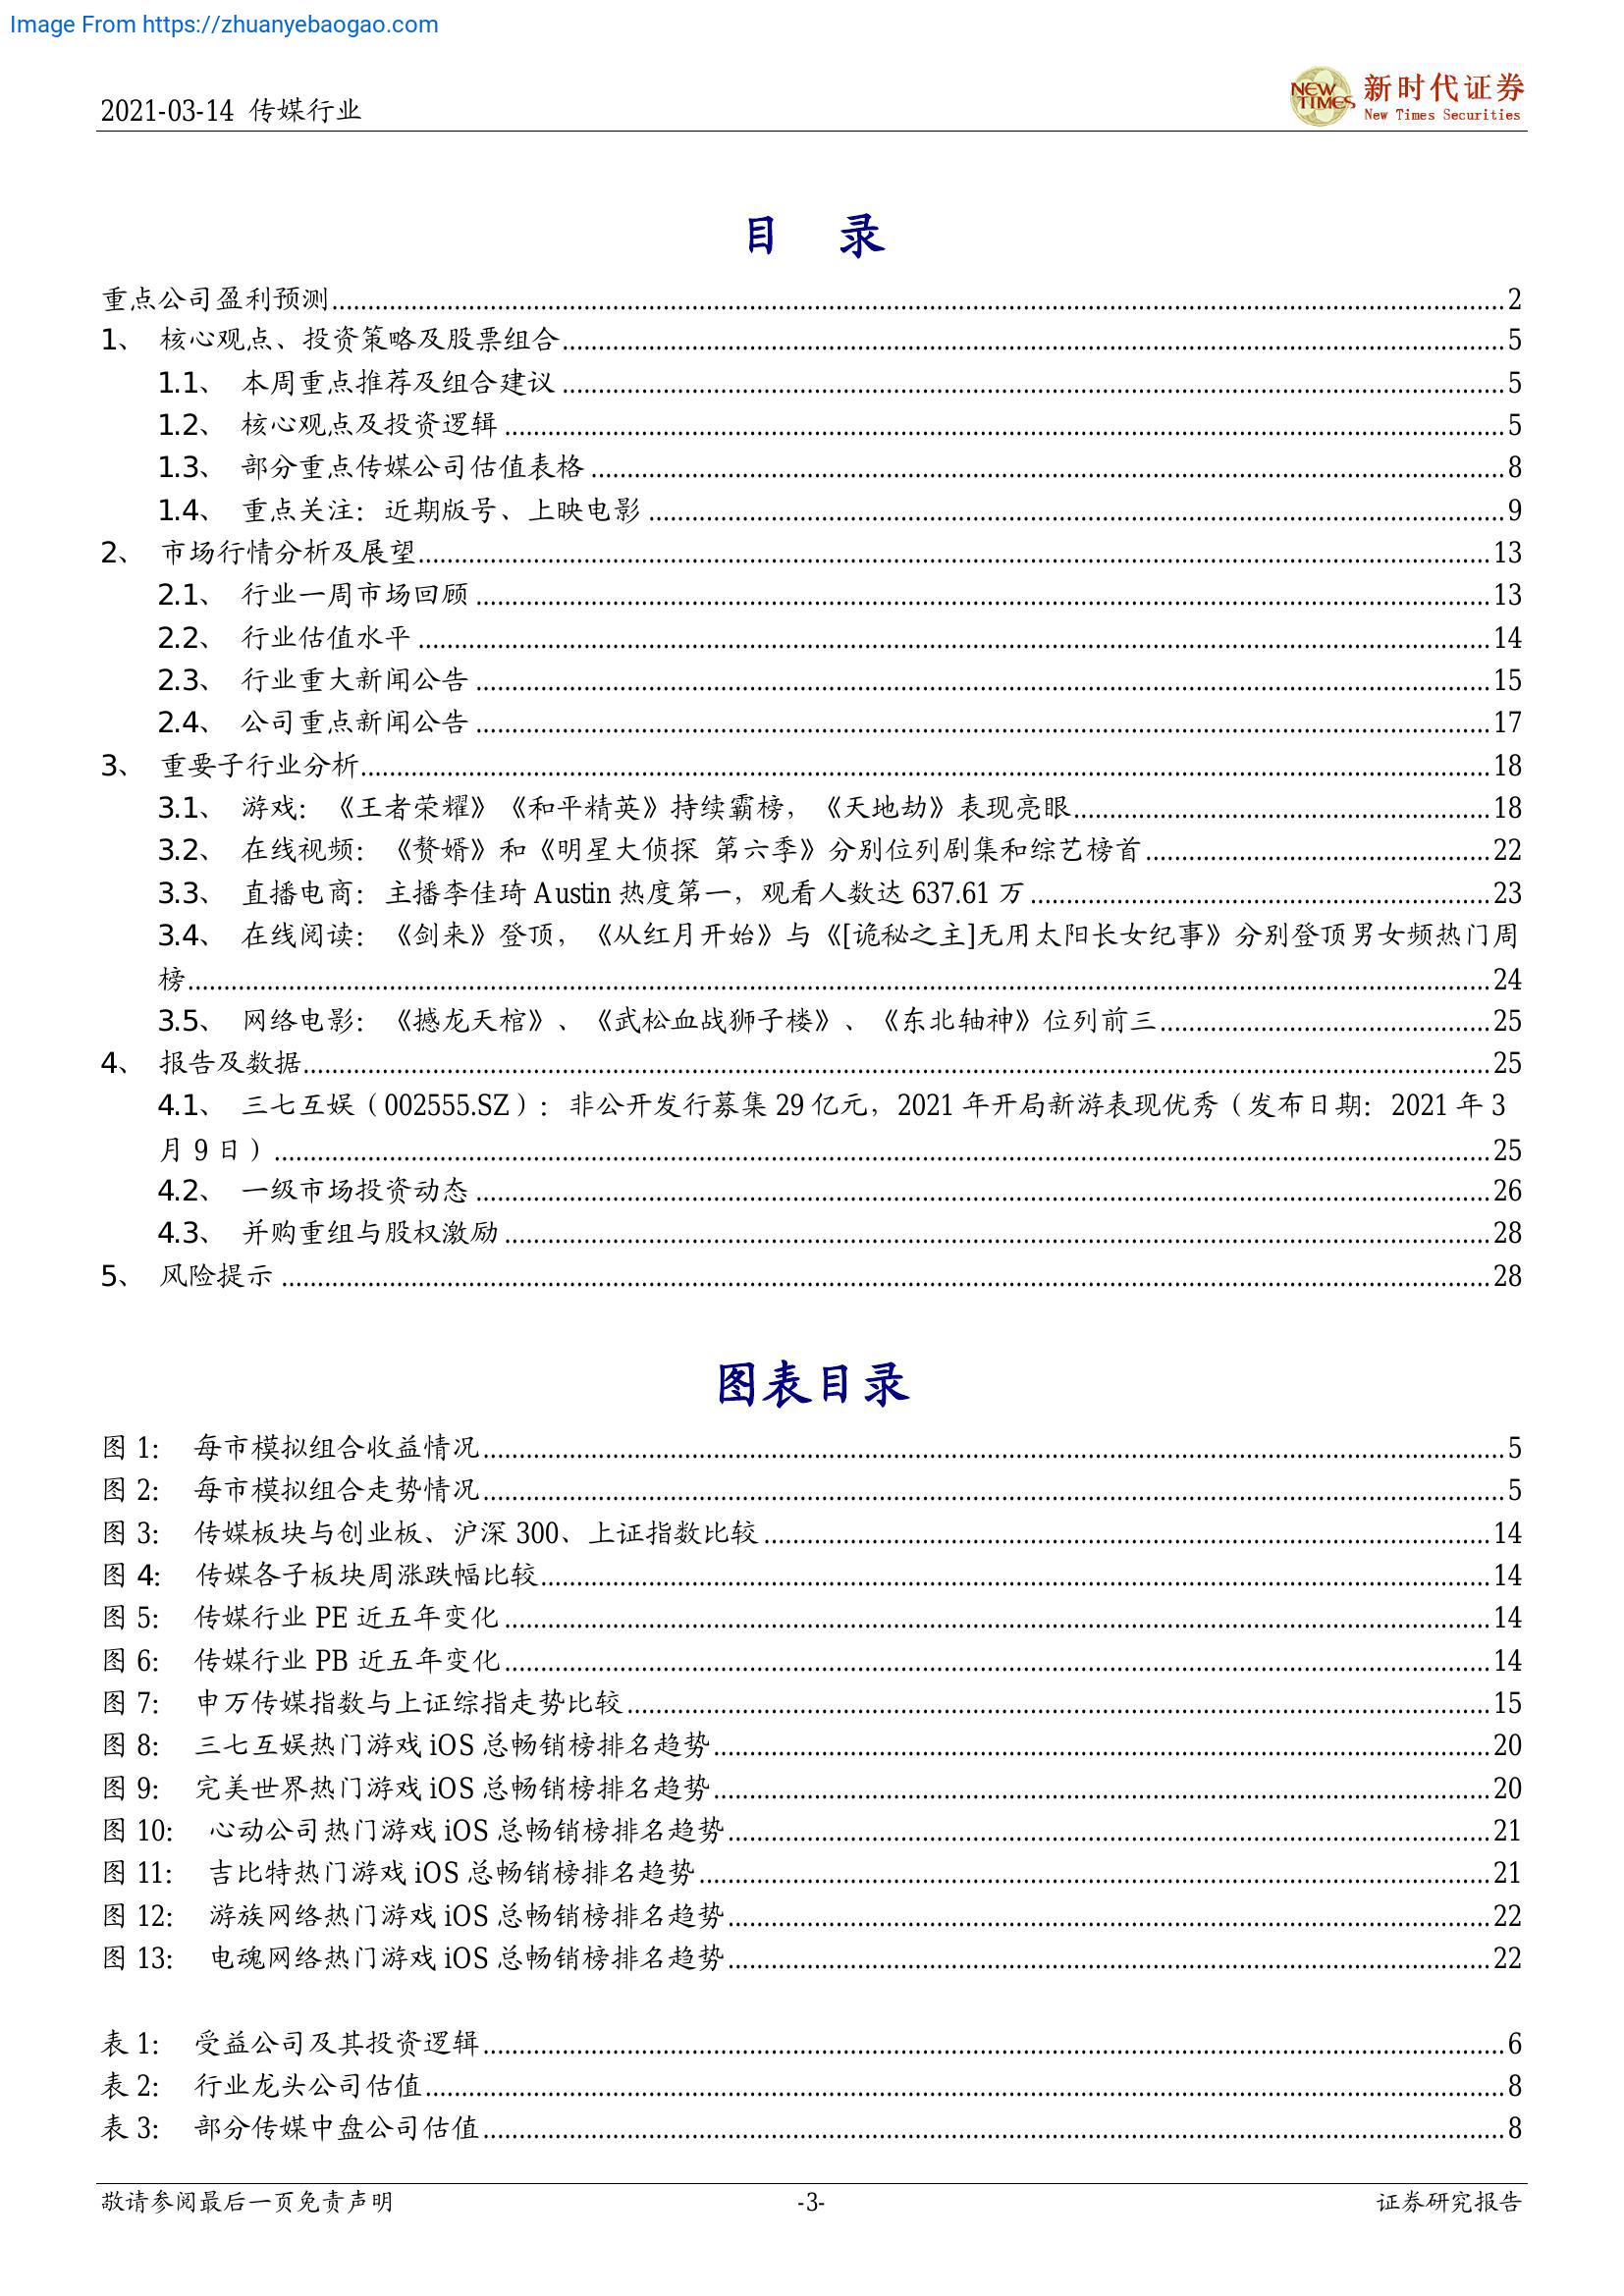 Image From https://zhuanyebaogao.com
2021-03-14 传媒行业
NEW TIMES
新时代证券
New Times Securities
目 录
重点公司盈利预测 2
1、 核心观点、投资策略及股票组合 5
1.1、 本周重点推荐及组合建议 5
1.2、 核心观点及投资逻辑 5
1.3、 部分重点传媒公司估值表格 8
1.4、 重点关注：近期版号、上映电影 9
2、 市场行情分析及展望 13
2.1、 行业一周市场回顾 13
2.2、 行业估值水平 14
2.3、 行业重大新闻公告 15
2.4、 公司重点新闻公告 17
3、 重要子行业分析 18
3.1、 游戏：《王者荣耀》《和平精英》持续霸榜，《天地劫》表现亮眼 18
3.2、 在线视频：《赘婿》和《明星大侦探 第六季》分别位列剧集和综艺榜首 22
3.3、 直播电商：主播李佳琦 Austin 热度第一，观看人数达 637.61 万 23
3.4、 在线阅读：《剑来》登顶，《从红月开始》与《[诡秘之主]无用太阳长女纪事》分别登顶男女频热门周
榜 24
3.5、 网络电影：《撼龙天棺》、《武松血战狮子楼》、《东北轴神》位列前三 25
4、 报告及数据 25
4.1、 三七互娱（002555.SZ）：非公开发行募集 29 亿元，2021 年开局新游表现优秀（发布日期：2021 年 3
月 9 日） 25
4.2、 一级市场投资动态 26
4.3、 并购重组与股权激励 28
5、 风险提示 28
图表目录
图 1： 每市模拟组合收益情况 5
图 2： 每市模拟组合走势情况 5
图 3： 传媒板块与创业板、沪深 300、上证指数比较 14
图 4： 传媒各子板块周涨跌幅比较 14
图 5： 传媒行业 PE 近五年变化 14
图 6： 传媒行业 PB 近五年变化 14
图 7： 申万传媒指数与上证综指走势比较 15
图 8： 三七互娱热门游戏 iOS 总畅销榜排名趋势 20
图 9： 完美世界热门游戏 iOS 总畅销榜排名趋势 20
图 10： 心动公司热门游戏 iOS 总畅销榜排名趋势 21
图 11： 吉比特热门游戏 iOS 总畅销榜排名趋势 21
图 12： 游族网络热门游戏 iOS 总畅销榜排名趋势 22
图 13： 电魂网络热门游戏 iOS 总畅销榜排名趋势 22
表 1： 受益公司及其投资逻辑 6
表 2： 行业龙头公司估值 8
表 3： 部分传媒中盘公司估值 8
敬请参阅最后一页免责声明 -3- 证券研究报告